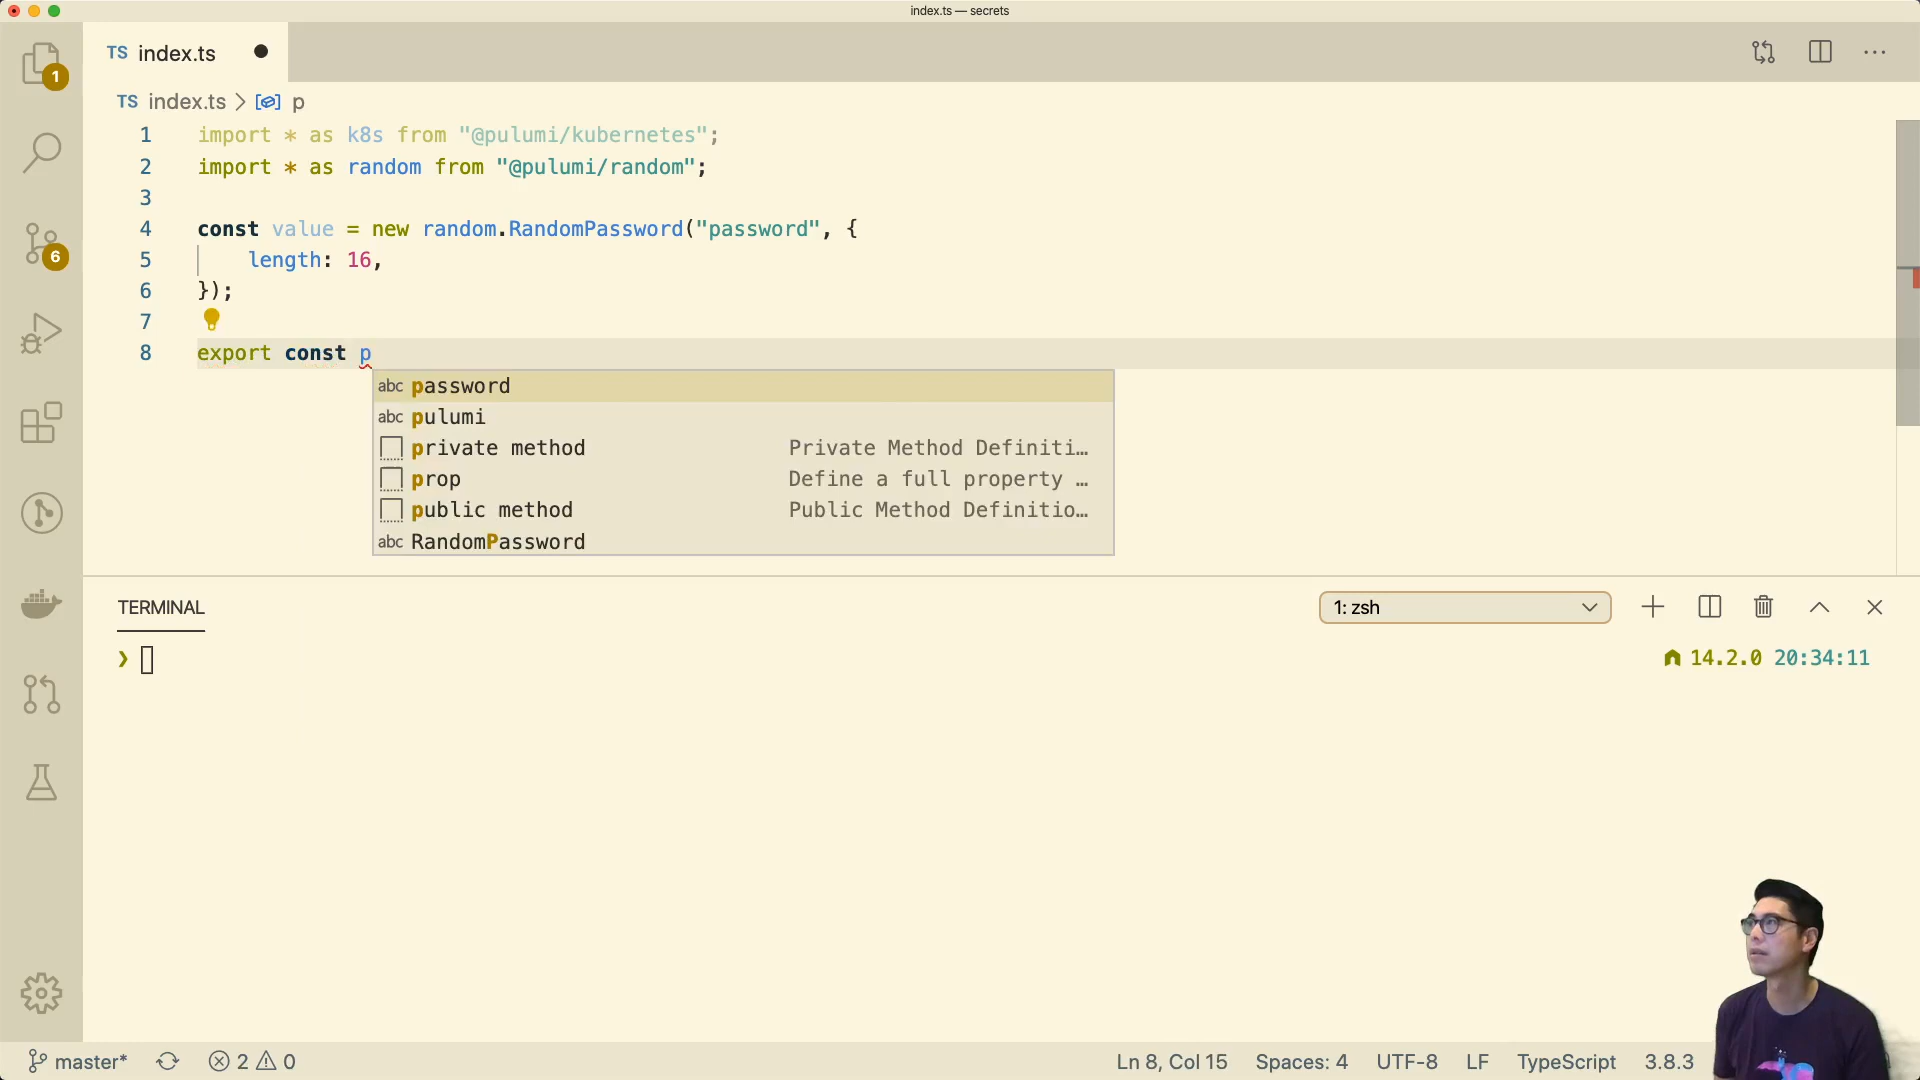 index.ts — secrets
TS index.ts
TS index.ts > p
1
1 import * as k8s from "@pulumi/kubernetes";
2 import * as random from "@pulumi/random";
3
4 const value = new random.RandomPassword("password", {
6
5 length: 16,
6 });
7
8 export const p
abc password
abc pulumi
private method Private Method Definiti…
prop Define a full property …
public method Public Method Definitio…
abc RandomPassword
TERMINAL
1: zsh
❯
14.2.0 20:34:11
master* 2 0 Ln 8, Col 15 Spaces: 4 UTF-8 LF TypeScript 3.8.3